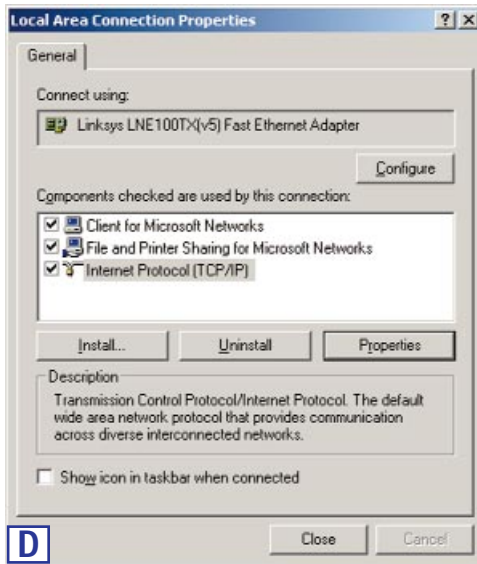 Local Area Connection Properties
? ×
General
Connect using:
Linksys LNE100TX(v5) Fast Ethernet Adapter
Configure
Components checked are used by this connection:
Client for Microsoft Networks
File and Printer Sharing for Microsoft Networks
Internet Protocol (TCP/IP)
Install... Uninstall Properties
Description
Transmission Control Protocol/Internet Protocol. The default
wide area network protocol that provides communication
across diverse interconnected networks.
Show icon in taskbar when connected
Close Cancel
D